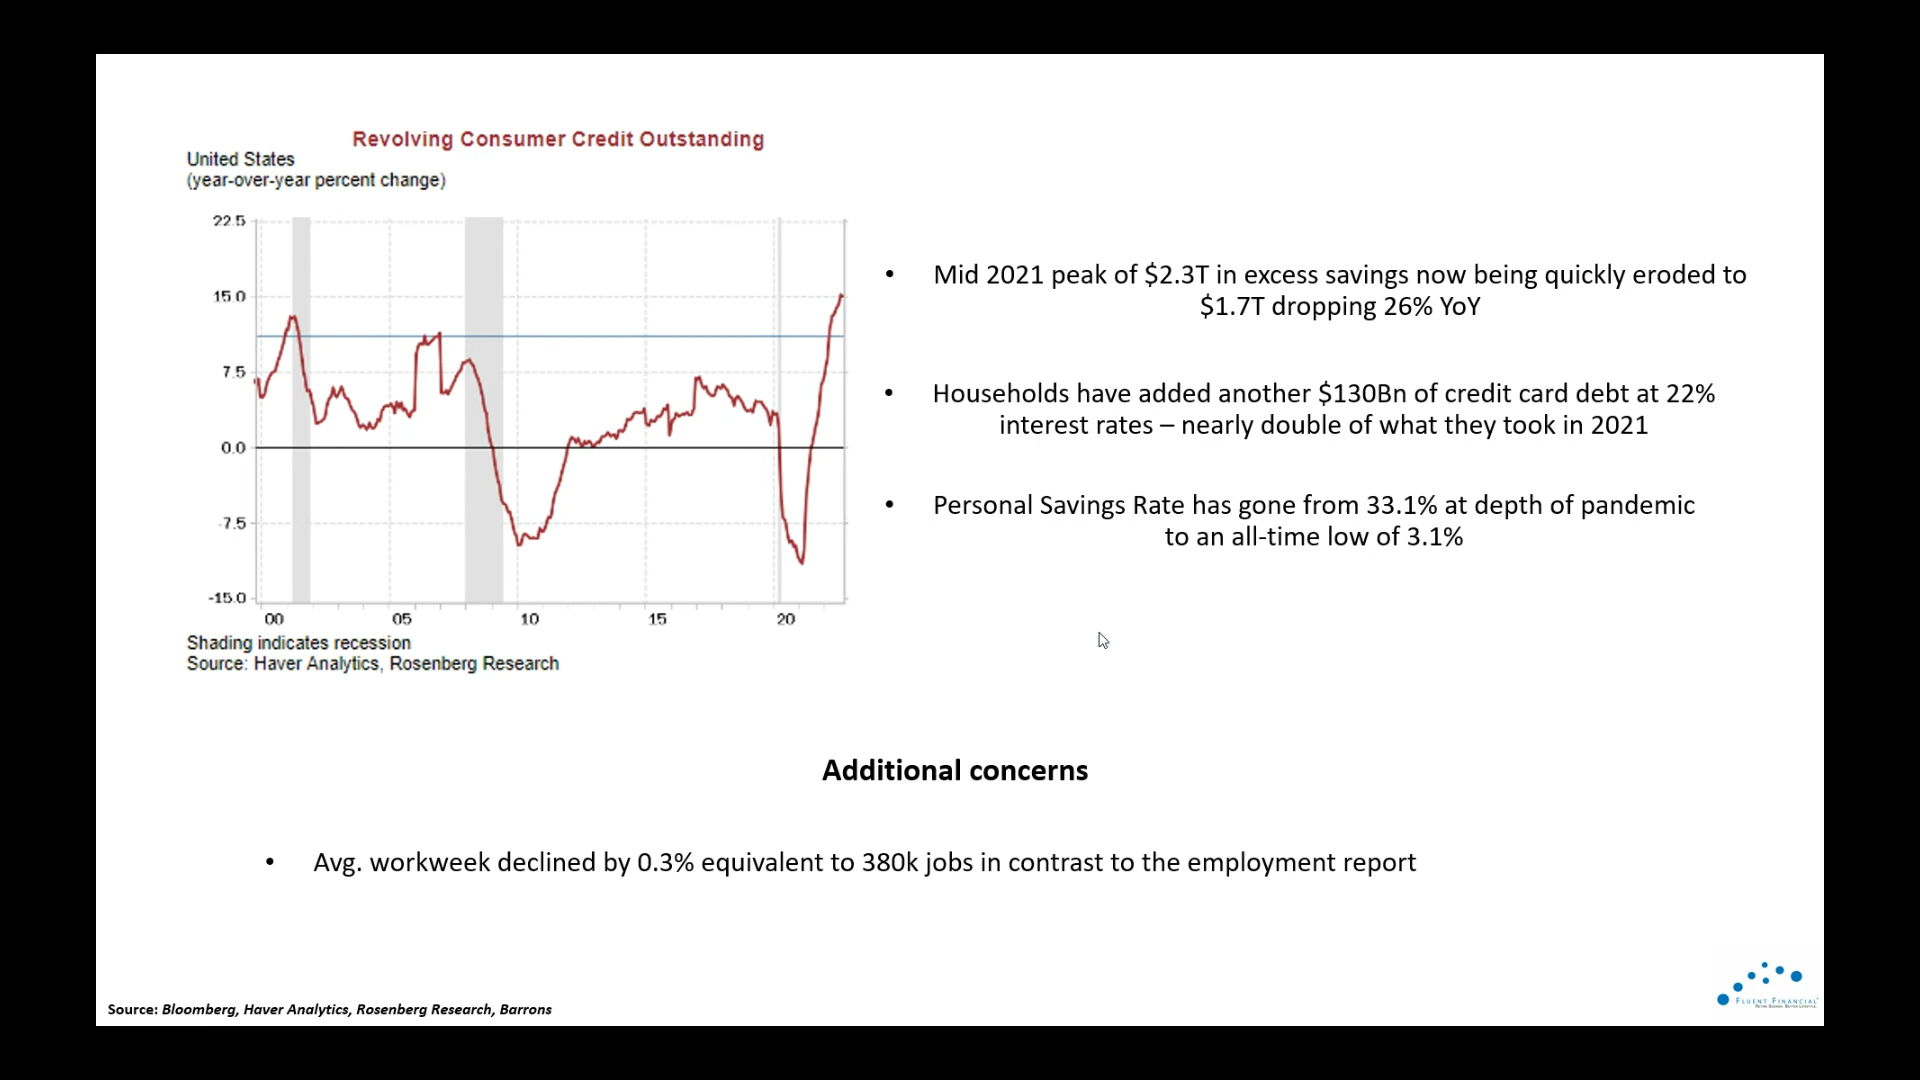 Revolving Consumer Credit Outstanding
United States
(year-over-year percent change)
22.5
15.0
7.5
0.0
-7.5
-15.0
00 05 10 15 20
Shading indicates recession
Source: Haver Analytics, Rosenberg Research
• Mid 2021 peak of $2.3T in excess savings now being quickly eroded to
$1.7T dropping 26% YoY
• Households have added another $130Bn of credit card debt at 22%
interest rates – nearly double of what they took in 2021
• Personal Savings Rate has gone from 33.1% at depth of pandemic
to an all-time low of 3.1%
Additional concerns
• Avg. workweek declined by 0.3% equivalent to 380k jobs in contrast to the employment report
Source: Bloomberg, Haver Analytics, Rosenberg Research, Barrons
FLUENT FINANCIAL